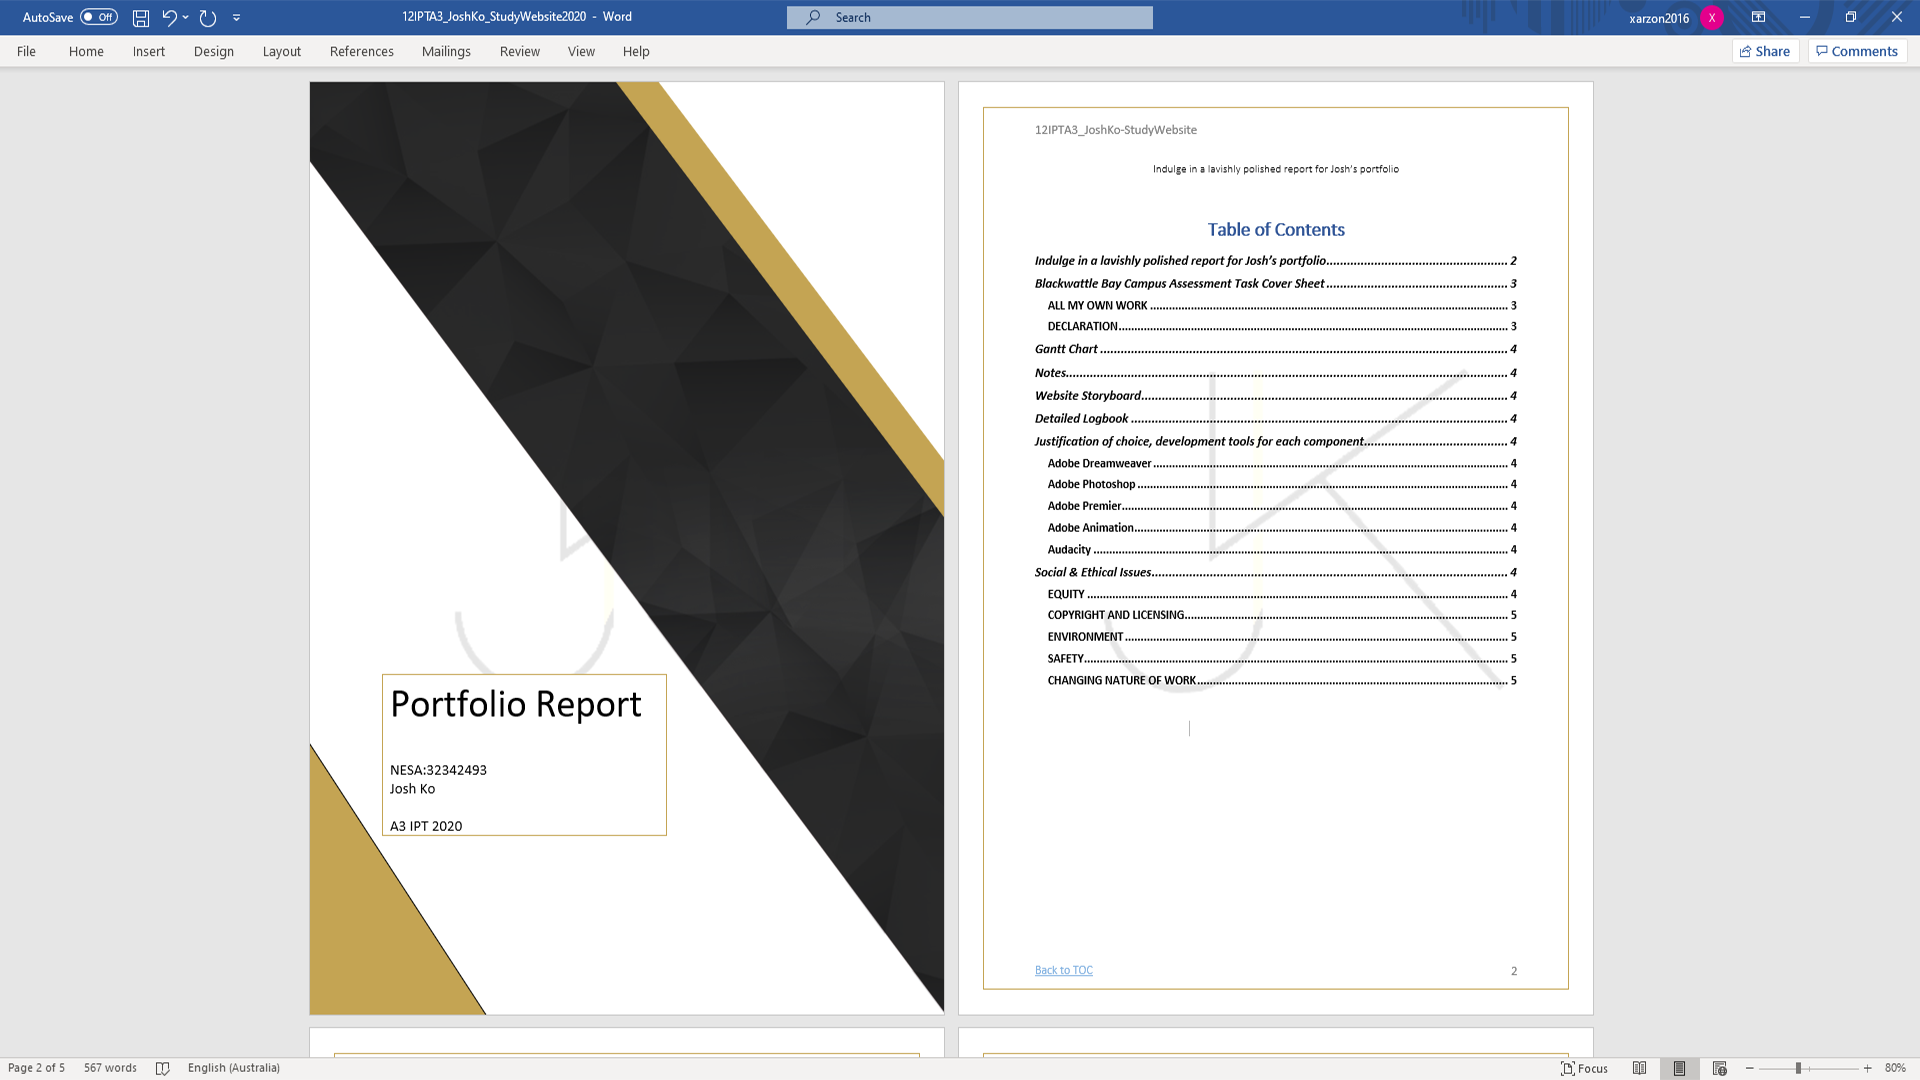 AutoSave Off
12IPTA3_JoshKo_StudyWebsite2020 - Word
Search
xarzon2016 X
File Home Insert Design Layout References Mailings Review View Help
Share Comments
Portfolio Report
NESA:32342493
Josh Ko
A3 IPT 2020
12IPTA3_JoshKo-StudyWebsite
Indulge in a lavishly polished report for Josh's portfolio
Table of Contents
Indulge in a lavishly polished report for Josh's portfolio 2
Blackwattle Bay Campus Assessment Task Cover Sheet 3
ALL MY OWN WORK 3
DECLARATION 3
Gantt Chart 4
Notes 4
Website Storyboard 4
Detailed Logbook 4
Justification of choice, development tools for each component 4
Adobe Dreamweaver 4
Adobe Photoshop 4
Adobe Premier 4
Adobe Animation 4
Audacity 4
Social & Ethical Issues 4
EQUITY 4
COPYRIGHT AND LICENSING 5
ENVIRONMENT 5
SAFETY 5
CHANGING NATURE OF WORK 5
JK
Back to TOC 2
Page 2 of 5 567 words English (Australia)
Focus 80%